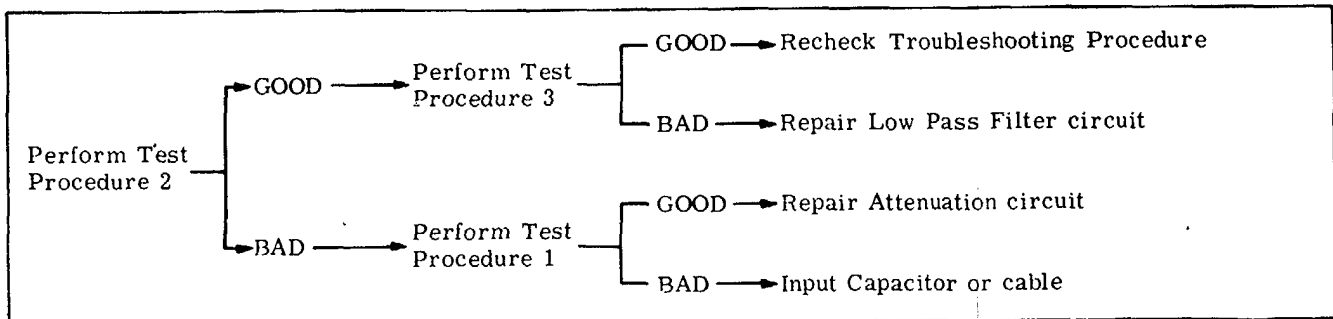 GOOD Recheck Troubleshooting Procedure
GOOD Perform Test
Procedure 3
BAD Repair Low Pass Filter circuit
Perform Test
Procedure 2
GOOD Repair Attenuation circuit
BAD Perform Test
Procedure 1
BAD Input Capacitor or cable